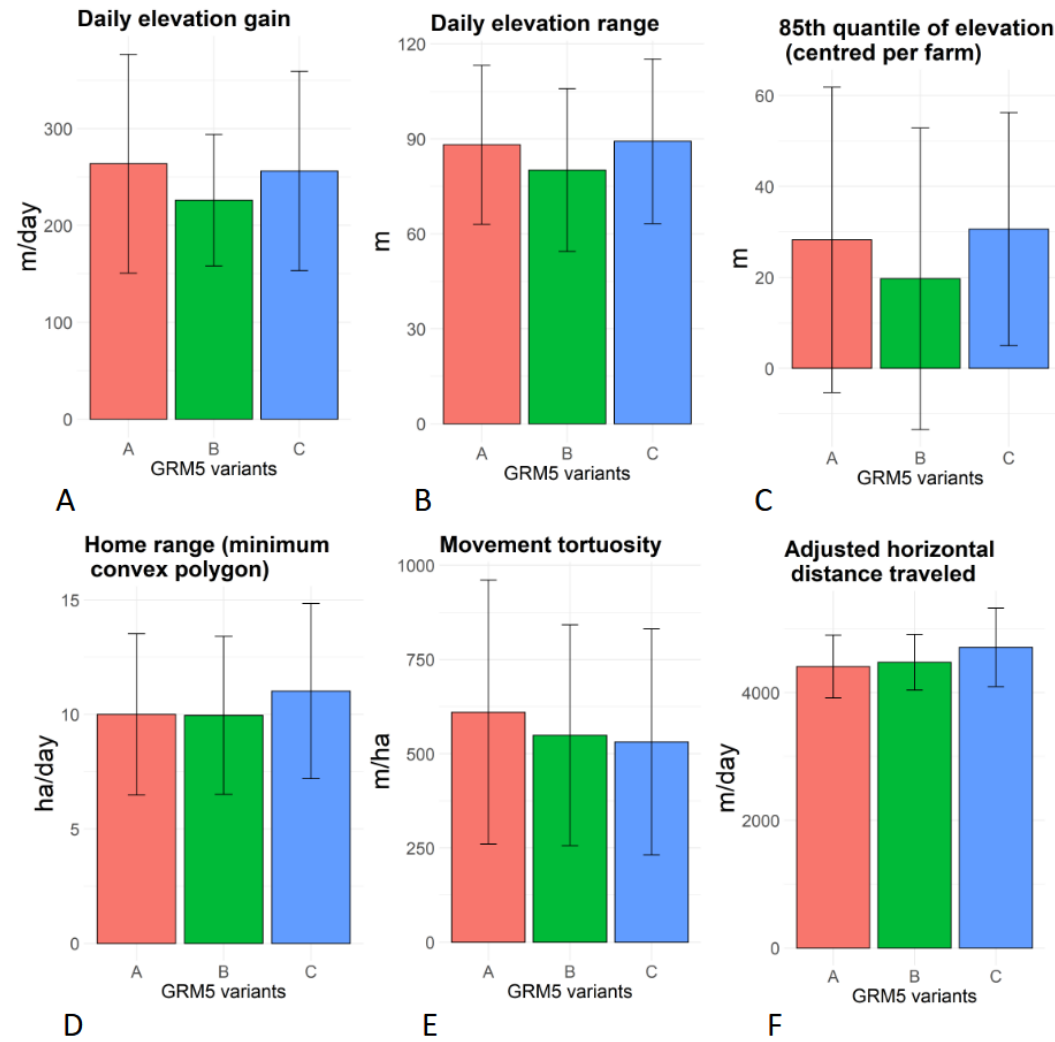 Daily elevation gain
300
200
100
0
m/day
A
B
C
GRM5 variants
A
Daily elevation range
120
90
60
30
0
m
A
B
C
GRM5 variants
B
85th quantile of elevation
(centred per farm)
60
40
20
0
m
A
B
C
GRM5 variants
C
Home range (minimum
convex polygon)
15
10
5
0
ha/day
A
B
C
GRM5 variants
D
Movement tortuosity
1000
750
500
250
0
m/ha
A
B
C
GRM5 variants
E
Adjusted horizontal
distance traveled
4000
2000
0
m/day
A
B
C
GRM5 variants
F